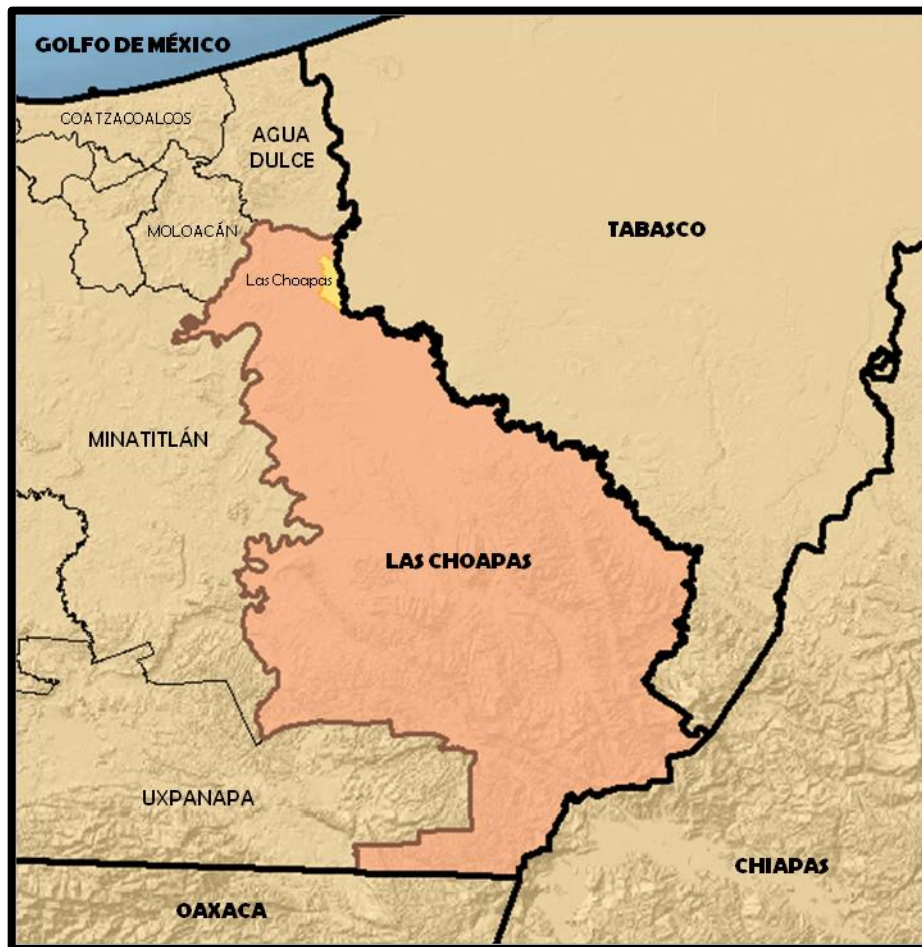 GOLFO DE MÉXICO
COATZACOALCOS
AGUA
DULCE
TABASCO
MOLOACÁN
Las Choapas
MINATITLÁN
LAS CHOAPAS
UXPANAPA
CHIAPAS
OAXACA